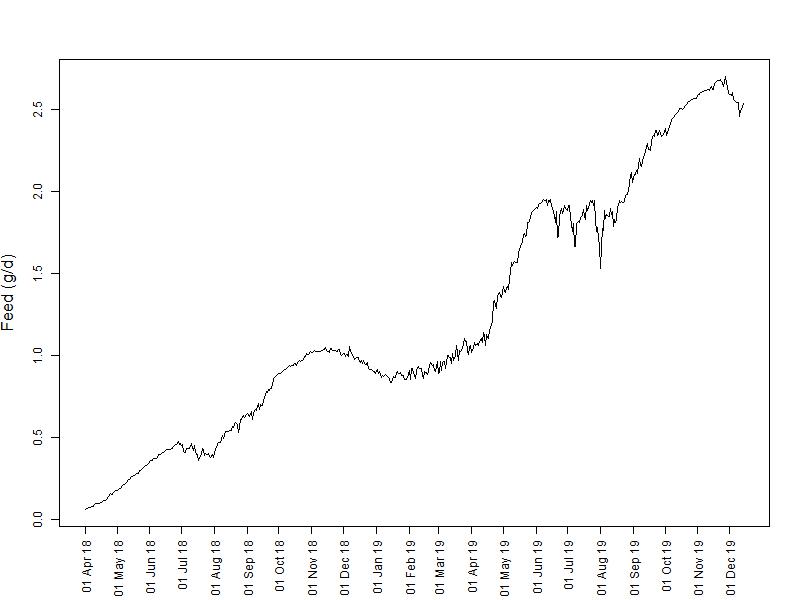 Feed (g/d)
2.5
2.0
1.5
1.0
0.5
0.0
01 Apr 18
01 May 18
01 Jun 18
01 Jul 18
01 Aug 18
01 Sep 18
01 Oct 18
01 Nov 18
01 Dec 18
01 Jan 19
01 Feb 19
01 Mar 19
01 Apr 19
01 May 19
01 Jun 19
01 Jul 19
01 Aug 19
01 Sep 19
01 Oct 19
01 Nov 19
01 Dec 19